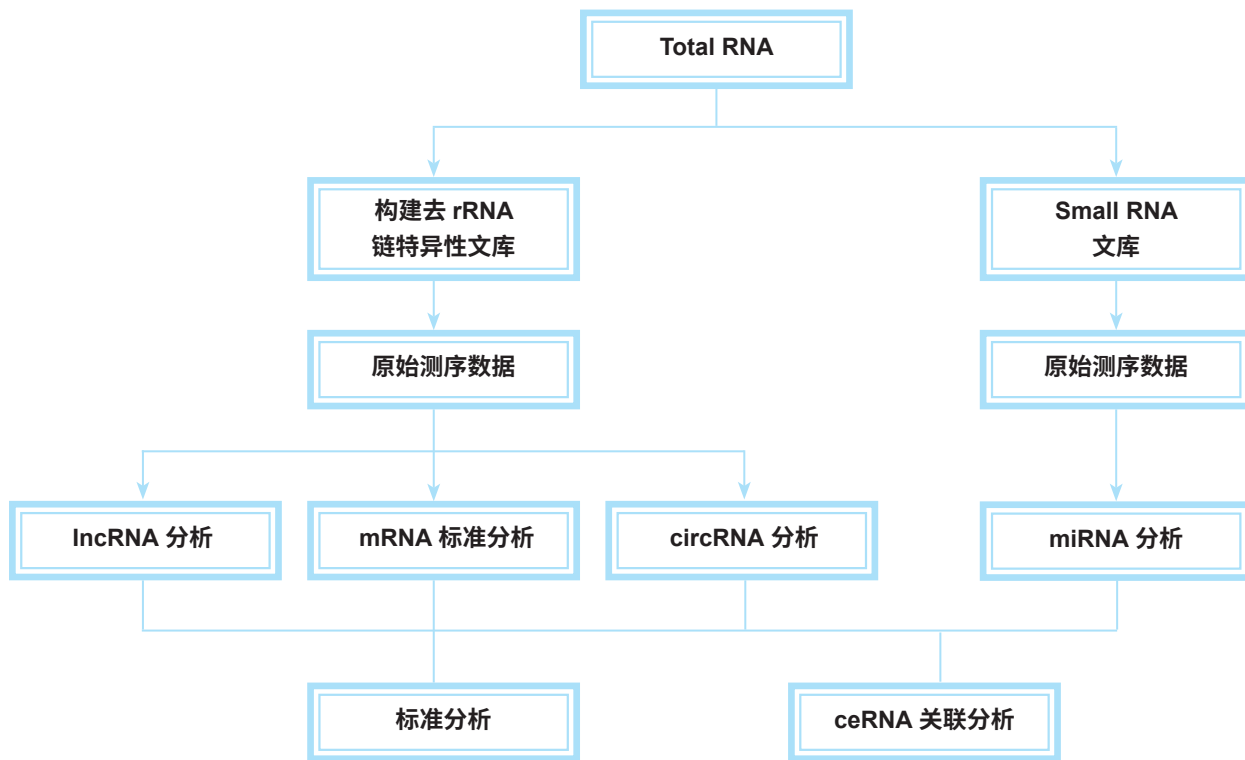 Total RNA
构建去 rRNA
链特异性文库
Small RNA
文库
原始测序数据
原始测序数据
lncRNA 分析
mRNA 标准分析
circRNA 分析
miRNA 分析
标准分析
ceRNA 关联分析